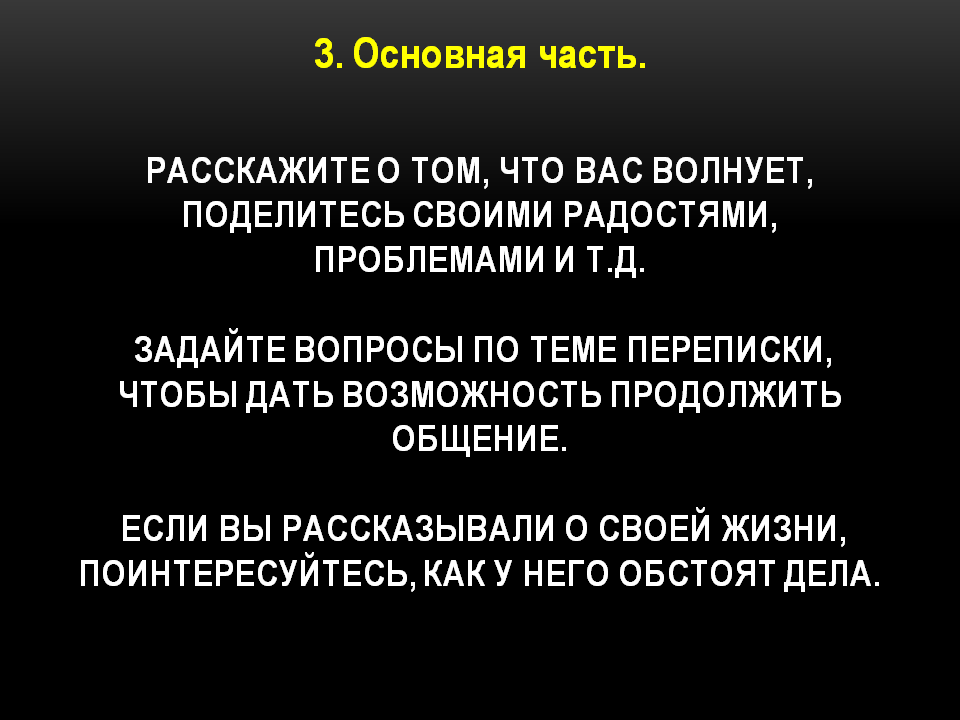 3. Основная часть.
РАССКАЖИТЕ О ТОМ, ЧТО ВАС ВОЛНУЕТ,
ПОДЕЛИТЕСЬ СВОИМИ РАДОСТЯМИ,
ПРОБЛЕМАМИ И Т.Д.
ЗАДАЙТЕ ВОПРОСЫ ПО ТЕМЕ ПЕРЕПИСКИ,
ЧТОБЫ ДАТЬ ВОЗМОЖНОСТЬ ПРОДОЛЖИТЬ
ОБЩЕНИЕ.
ЕСЛИ ВЫ РАССКАЗЫВАЛИ О СВОЕЙ ЖИЗНИ,
ПОИНТЕРЕСУЙТЕСЬ, КАК У НЕГО ОБСТОЯТ ДЕЛА.